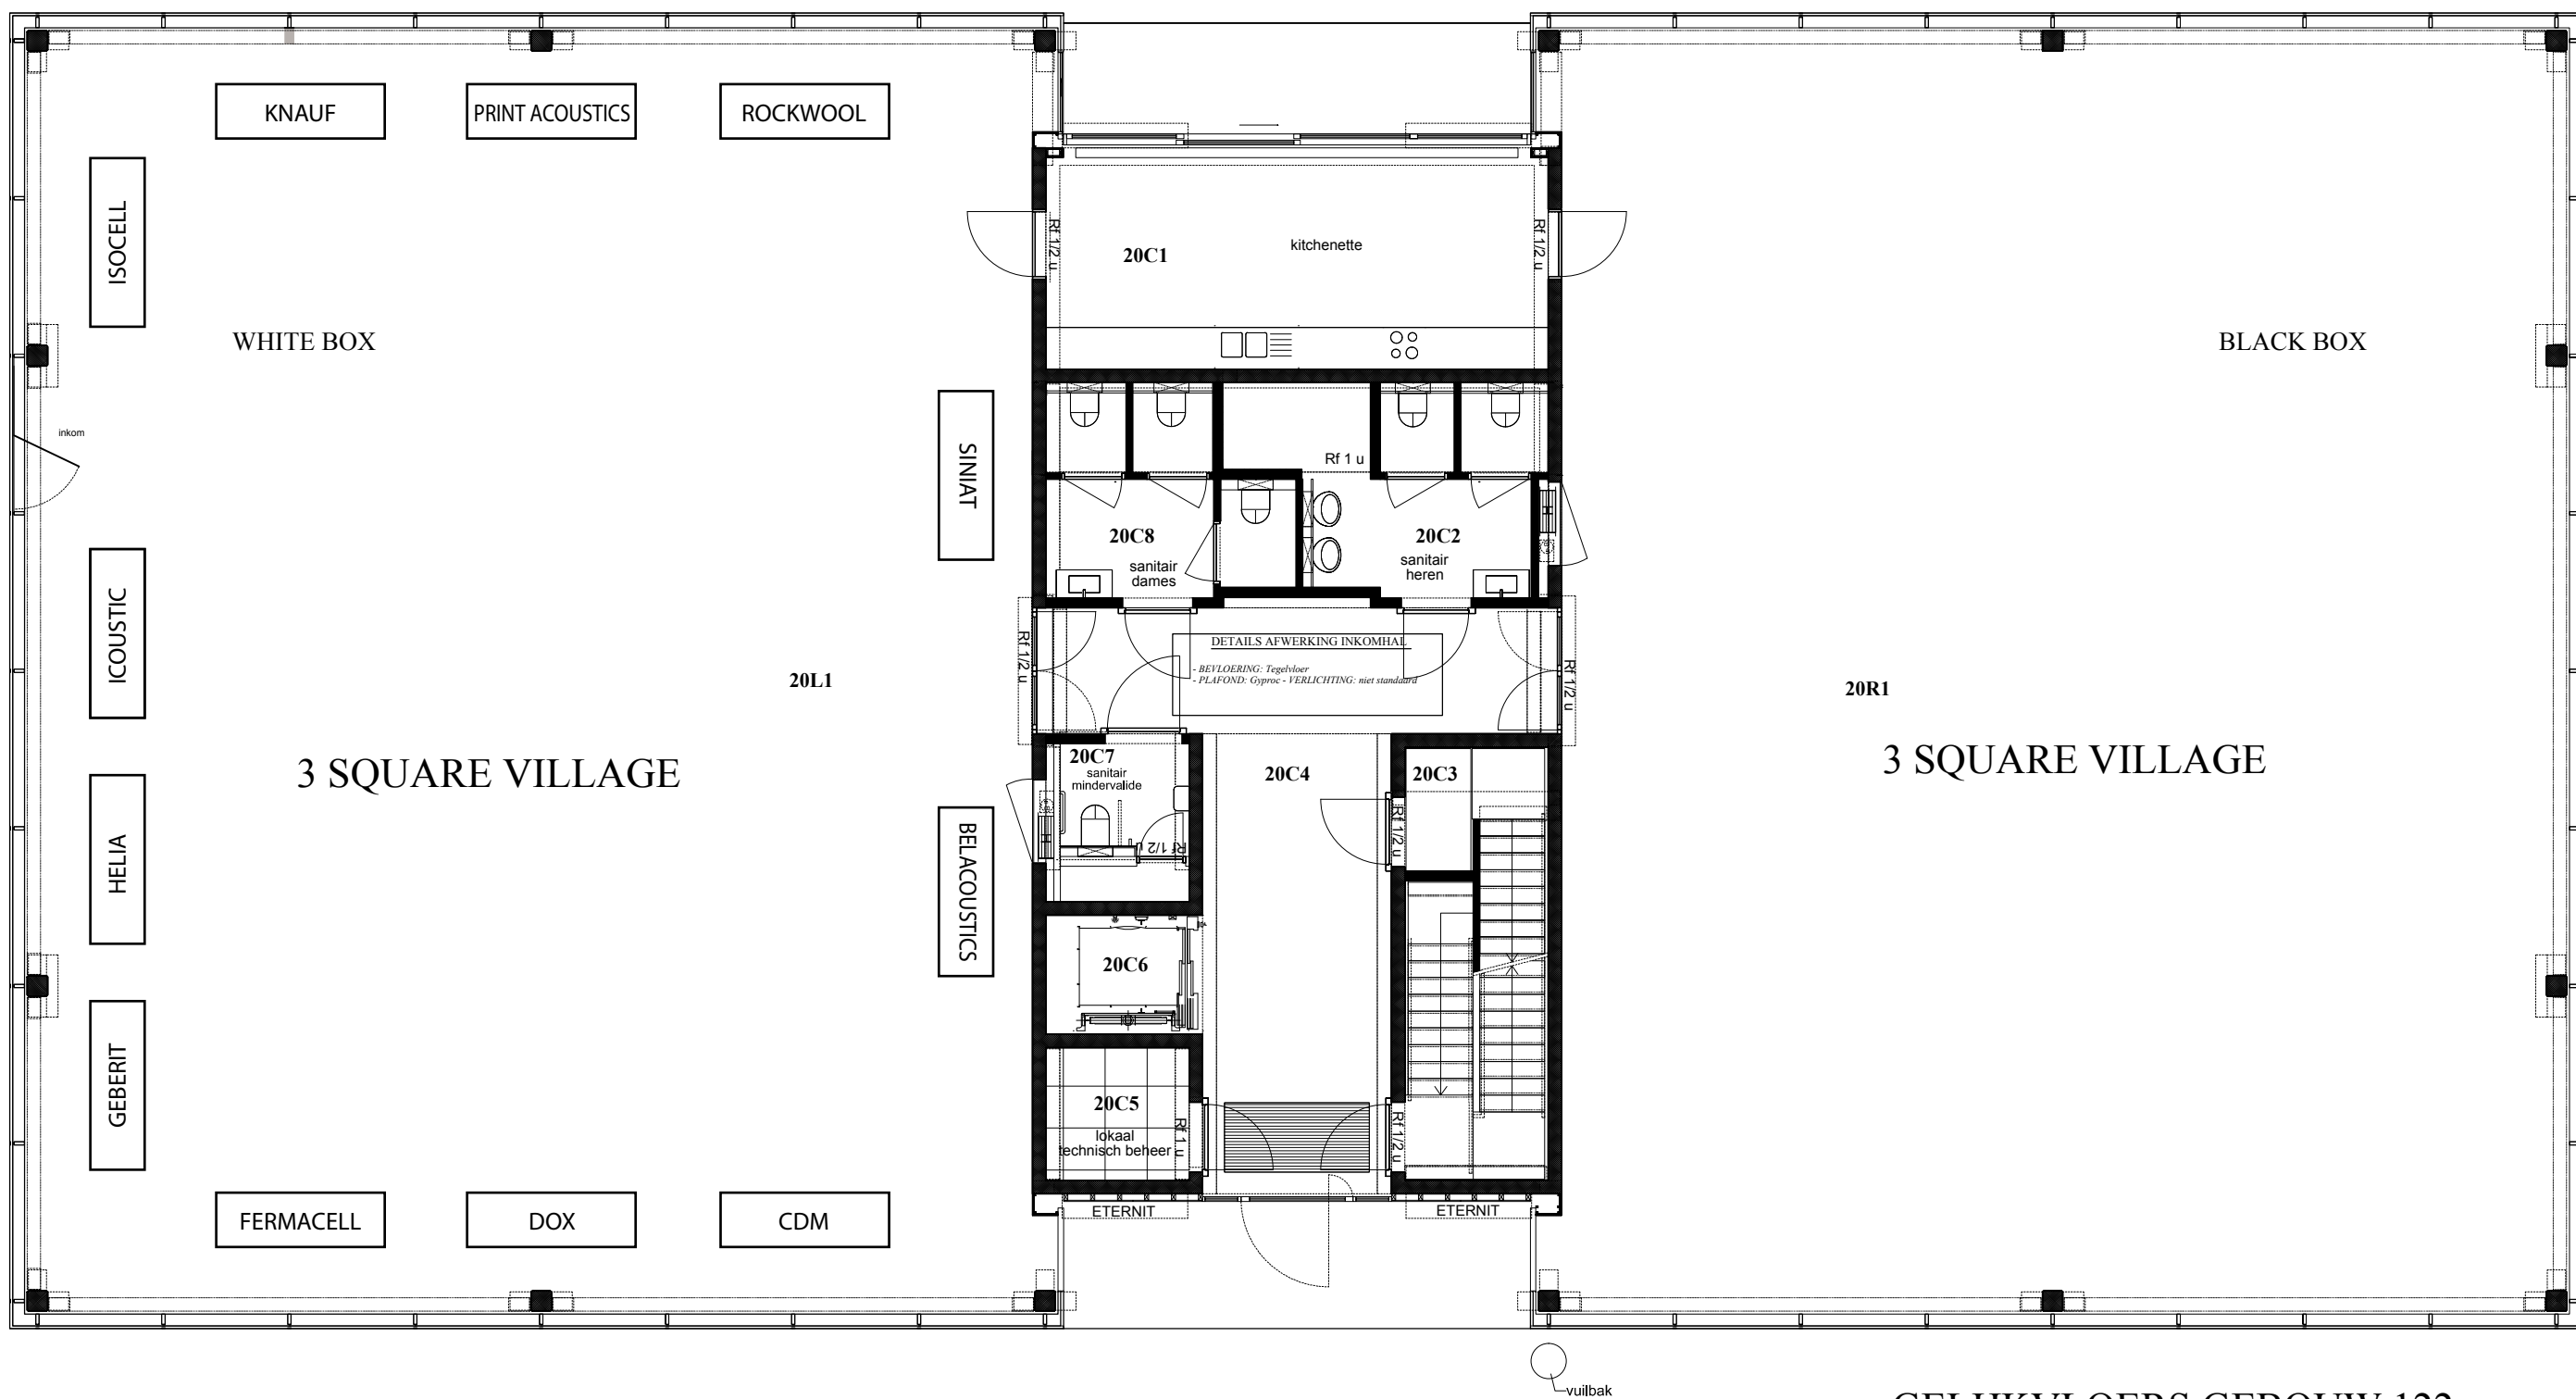 KNAUF
PRINT ACOUSTICS
ROCKWOOL
ISOCELL
WHITE BOX
BLACK BOX
inkom
ICOUSTIC
HELIA
GEBERIT
SINIAT
BELACOUSTICS
FERMACELL
DOX
CDM
20L1
3 SQUARE VILLAGE
20R1
3 SQUARE VILLAGE
Rf 1/2 u
20C1
kitchenette
Rf 1/2 u
Rf 1 u
20C8
sanitair
dames
20C2
sanitair
heren
Rf 1/2 u
DETAILS AFWERKING INKOMHAL
- BEVLOERING: Tegelvloer
- PLAFOND: Gyproc - VERLICHTING: niet standaard
Rf 1/2 u
20C7
sanitair
mindervalide
Rf 1/2 u
20C4
20C3
Rf 1/2 u
20C6
20C5
lokaal
technisch beheer
Rf 1 u
Rf 1/2 u
ETERNIT
ETERNIT
vuilbak